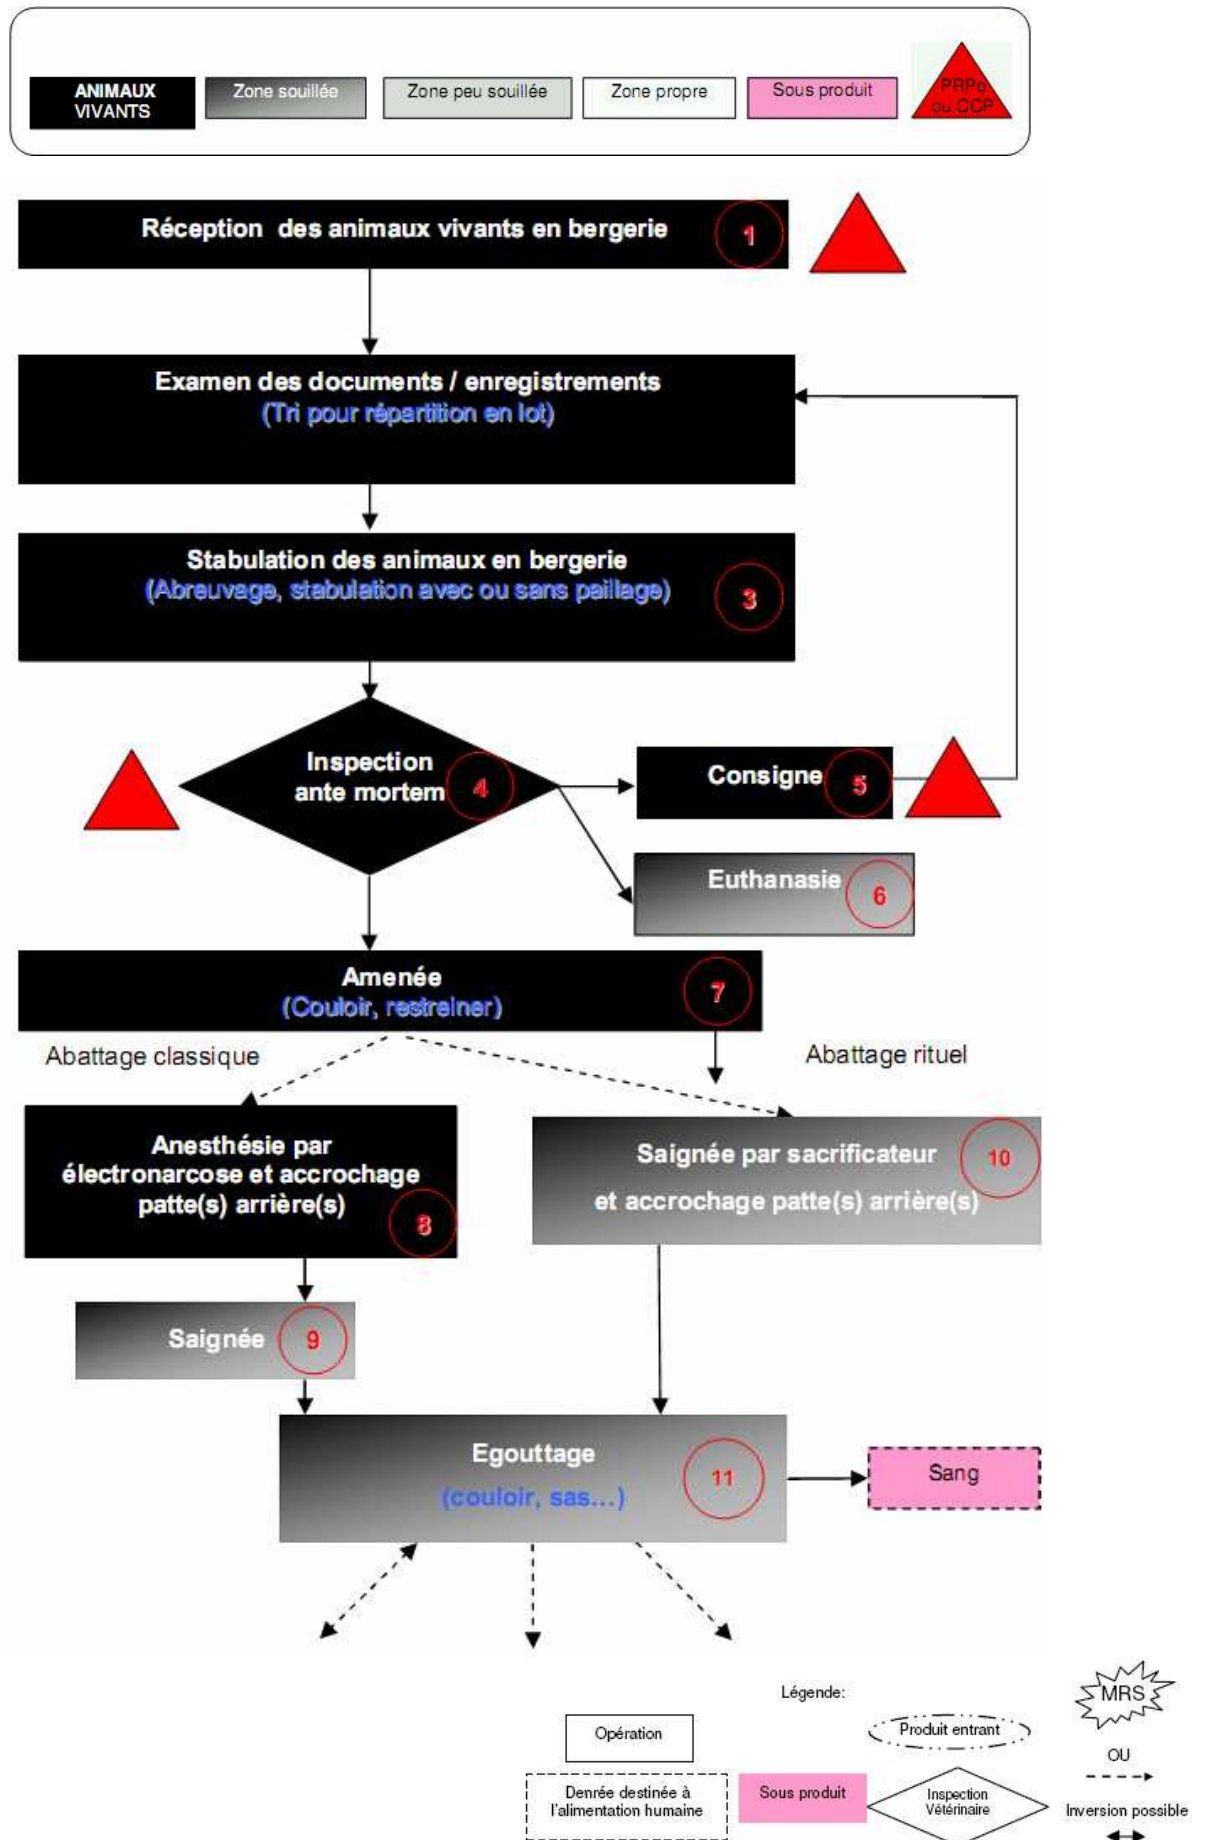 ANIMAUX
VIVANTS
Zone souillée
Zone peu souillée
Zone propre
Sous produit
PRPo
ou CCP
Réception des animaux vivants en bergerie
1
Examen des documents / enregistrements
(Tri pour répartition en lot)
Stabulation des animaux en bergerie
(Abreuvage, stabulation avec ou sans paillage)
3
Inspection
ante mortem
4
Consigne
5
Euthanasie
6
Amenée
(Couloir, restreiner)
7
Abattage classique
Abattage rituel
Anesthésie par
électronarcose et accrochage
patte(s) arrière(s)
8
Saignée par sacrificateur
et accrochage patte(s) arrière(s)
10
Saignée
9
Egouttage
(couloir, sas...)
11
Sang
Légende:
MRS
Opération
Produit entrant
OU
Denrée destinée à
l'alimentation humaine
Sous produit
Inspection
Vétérinaire
Inversion possible